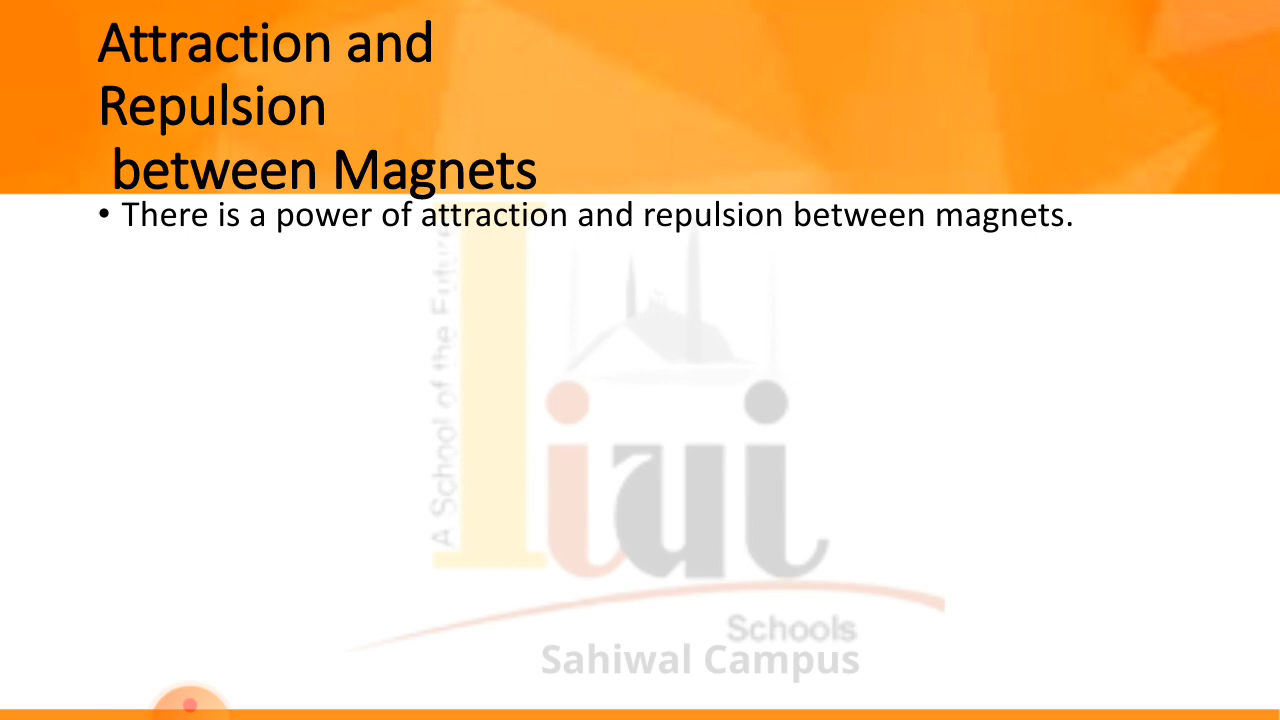 Attraction and
Repulsion
between Magnets
• There is a power of attraction and repulsion between magnets.
A School of the Future
iiui
Schools
Sahiwal Campus